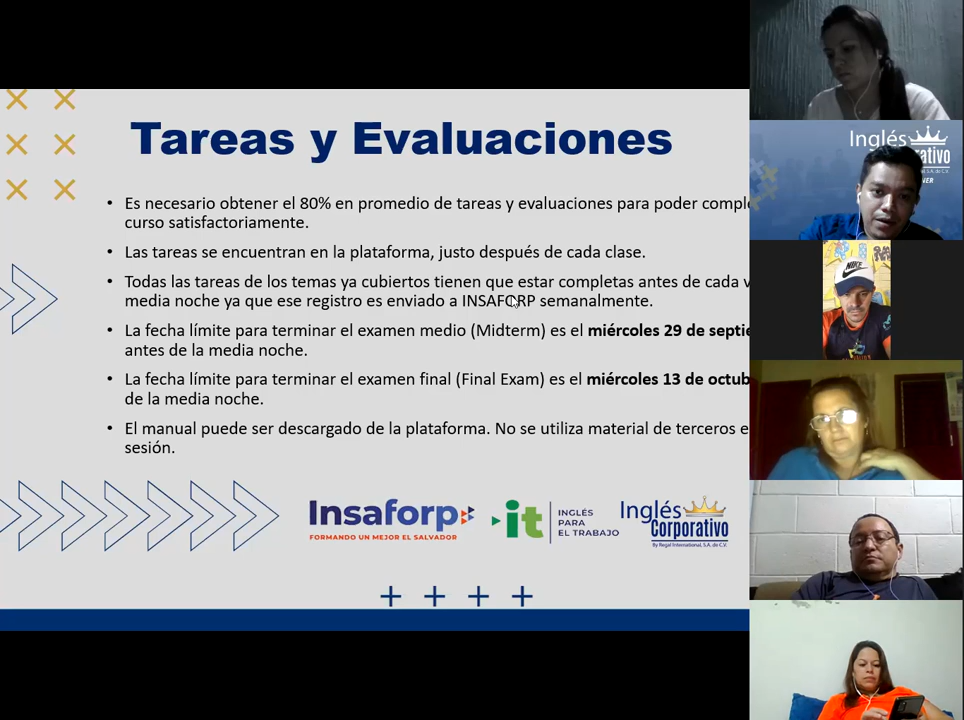 Tareas y Evaluaciones
• Es necesario obtener el 80% en promedio de tareas y evaluaciones para poder
curso satisfactoriamente.
• Las tareas se encuentran en la plataforma, justo después de cada clase.
• Todas las tareas de los temas ya cubiertos tienen que estar completas antes de cada
media noche ya que ese registro es enviado a INSAFORP semanalmente.
• La fecha límite para terminar el examen medio (Midterm) es el miércoles 29 de
antes de la media noche.
• La fecha límite para terminar el examen final (Final Exam) es el miércoles 13 de
de la media noche.
• El manual puede ser descargado de la plataforma. No se utiliza material de terceros
sesión.
Insaforp
FORMANDO UN MEJOR EL SALVADOR
it
INGLÉS
PARA
EL TRABAJO
Inglés
Corporativo
By Regal International, S.A. de C.V.
Inglés
NIKE